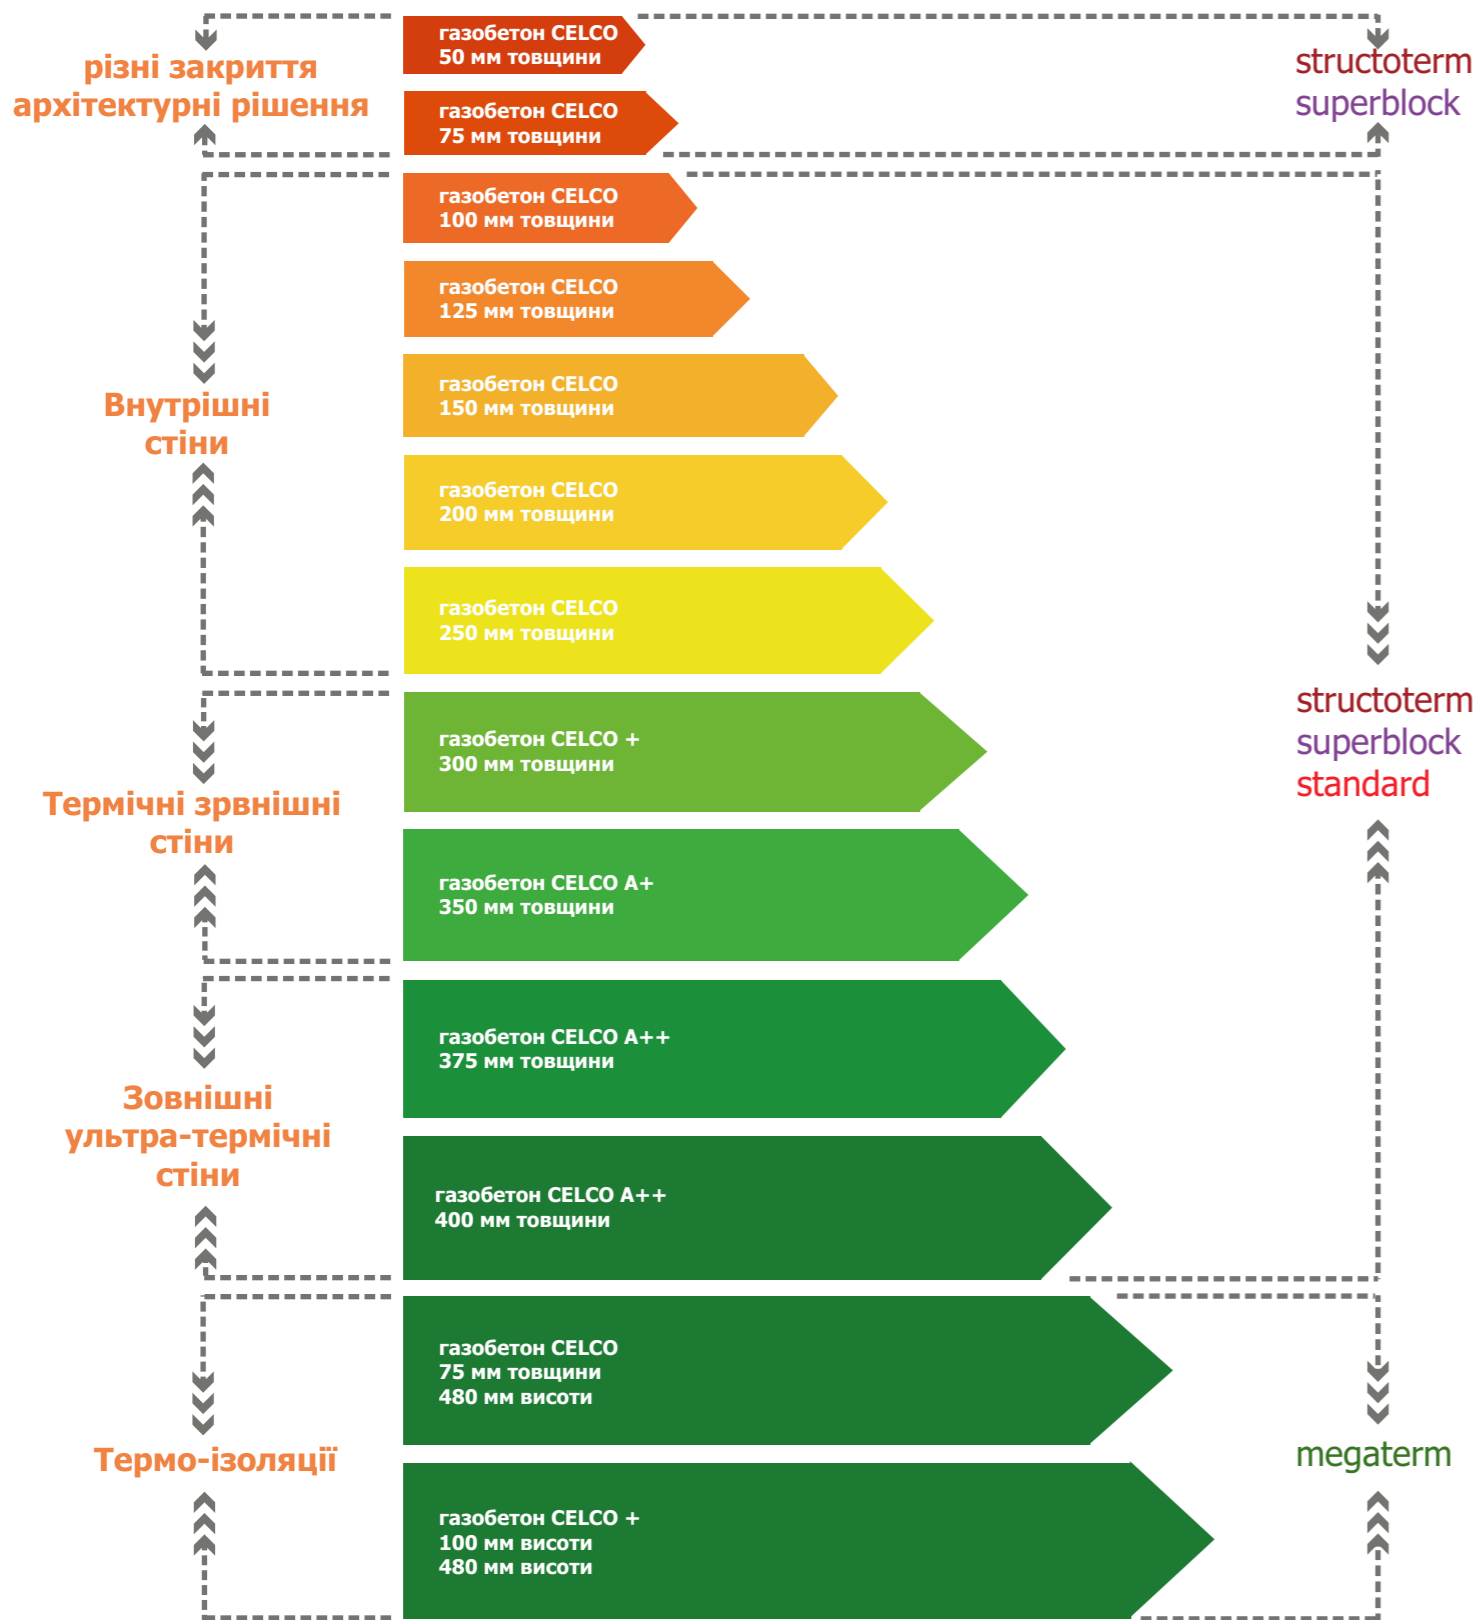 газобетон CELCO
50 мм товщини
різні закриття
архітектурні рішення
structoterm
superblock
газобетон CELCO
75 мм товщини
газобетон CELCO
100 мм товщини
газобетон CELCO
125 мм товщини
газобетон CELCO
150 мм товщини
Внутрішні
стіни
газобетон CELCO
200 мм товщини
газобетон CELCO
250 мм товщини
structoterm
superblock
standard
газобетон CELCO +
300 мм товщини
Термічні зрвнішні
стіни
газобетон CELCO A+
350 мм товщини
газобетон CELCO A++
375 мм товщини
Зовнішні
ультра-термічні
стіни
газобетон CELCO A++
400 мм товщини
газобетон CELCO
75 мм товщини
480 мм висоти
Термо-ізоляції
megaterm
газобетон CELCO +
100 мм висоти
480 мм висоти